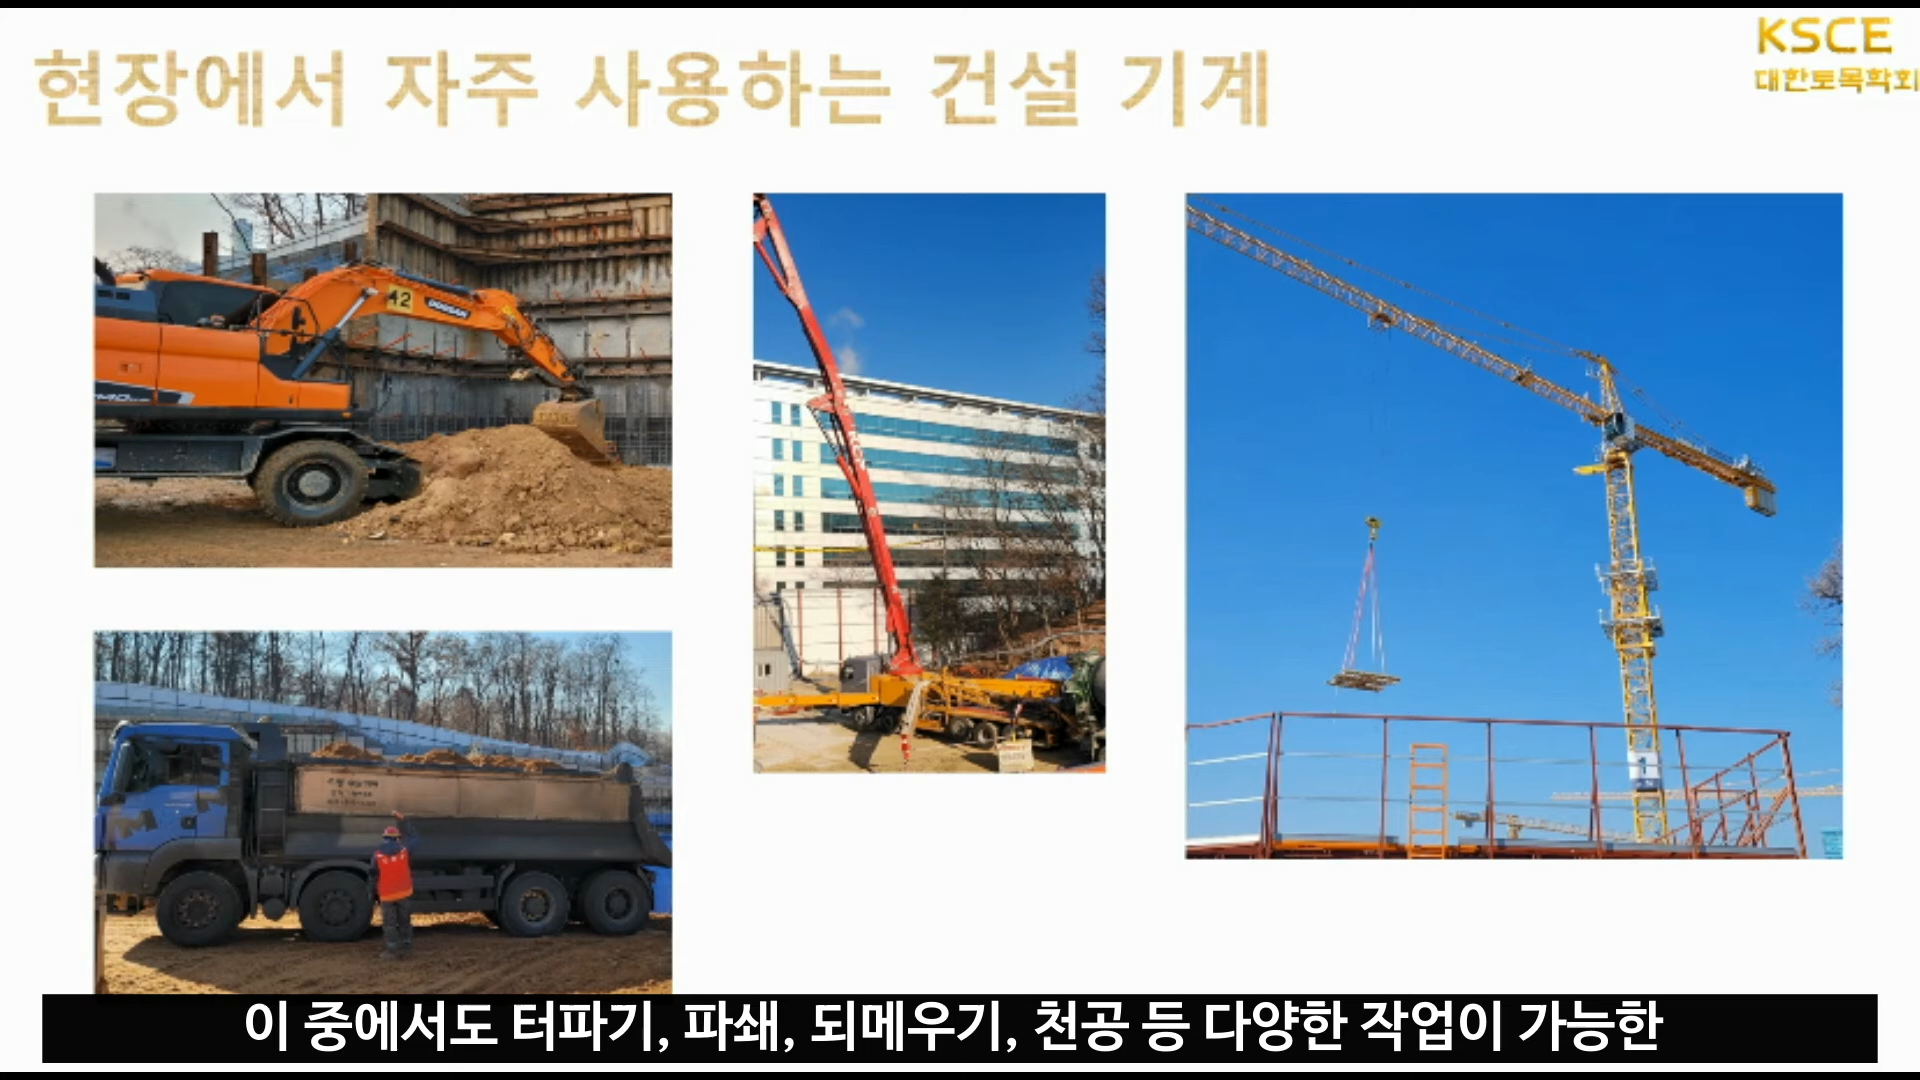 현장에서 자주 사용하는 건설 기계
KSCE
대한토목학회
42
DOOSAN
1
이 중에서도 터파기, 파쇄, 되메우기, 천공 등 다양한 작업이 가능한